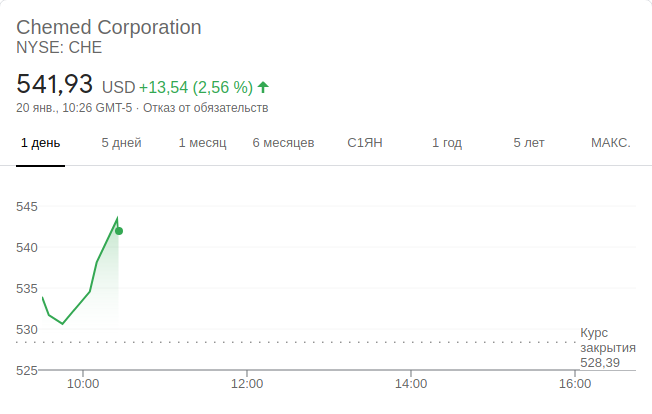 Chemed Corporation
NYSE: CHE
541,93 USD +13,54 (2,56 %)
20 янв., 10:26 GMT-5 · Отказ от обязательств
1 день 5 дней 1 месяц 6 месяцев С1ЯН 1 год 5 лет МАКС.
545
540
535
530
Курс
закрытия
528,39
525
10:00 12:00 14:00 16:00